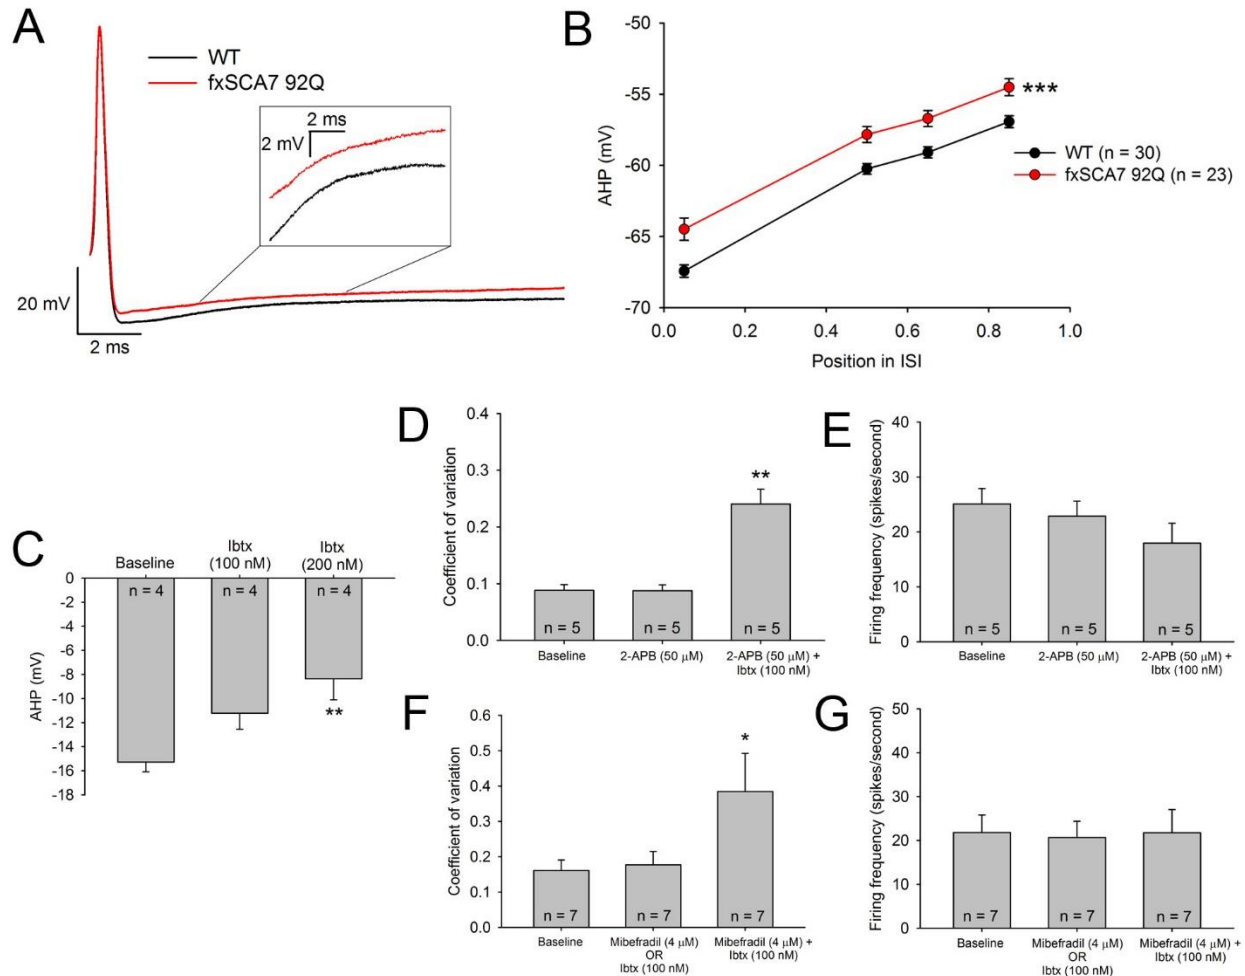 A
WT
fxSCA7 92Q
2 ms
2 mV
20 mV
2 ms
B
-50
-55
-60
-65
-70
AHP (mV)
***
WT (n = 30)
fxSCA7 92Q (n = 23)
0.0 0.2 0.4 0.6 0.8 1.0
Position in ISI
C
Baseline
Ibtx
(100 nM)
Ibtx
(200 nM)
0
-2
-4
-6
-8
-10
-12
-14
-16
-18
AHP (mV)
n = 4 n = 4 n = 4
**
D
0.4
0.3
0.2
0.1
0.0
Coefficient of variation
**
n = 5 n = 5 n = 5
Baseline
2-APB (50 μM)
2-APB (50 μM) +
Ibtx (100 nM)
E
40
30
20
10
0
Firing frequency (spikes/second)
n = 5 n = 5 n = 5
Baseline
2-APB (50 μM)
2-APB (50 μM) +
Ibtx (100 nM)
F
0.6
0.5
0.4
0.3
0.2
0.1
0.0
Coefficient of variation
*
n = 7 n = 7 n = 7
Baseline
Mibefradil (4 μM)
OR
Ibtx (100 nM)
Mibefradil (4 μM) +
Ibtx (100 nM)
G
50
40
30
20
10
0
Firing frequency (spikes/second)
n = 7 n = 7 n = 7
Baseline
Mibefradil (4 μM)
OR
Ibtx (100 nM)
Mibefradil (4 μM) +
Ibtx (100 nM)